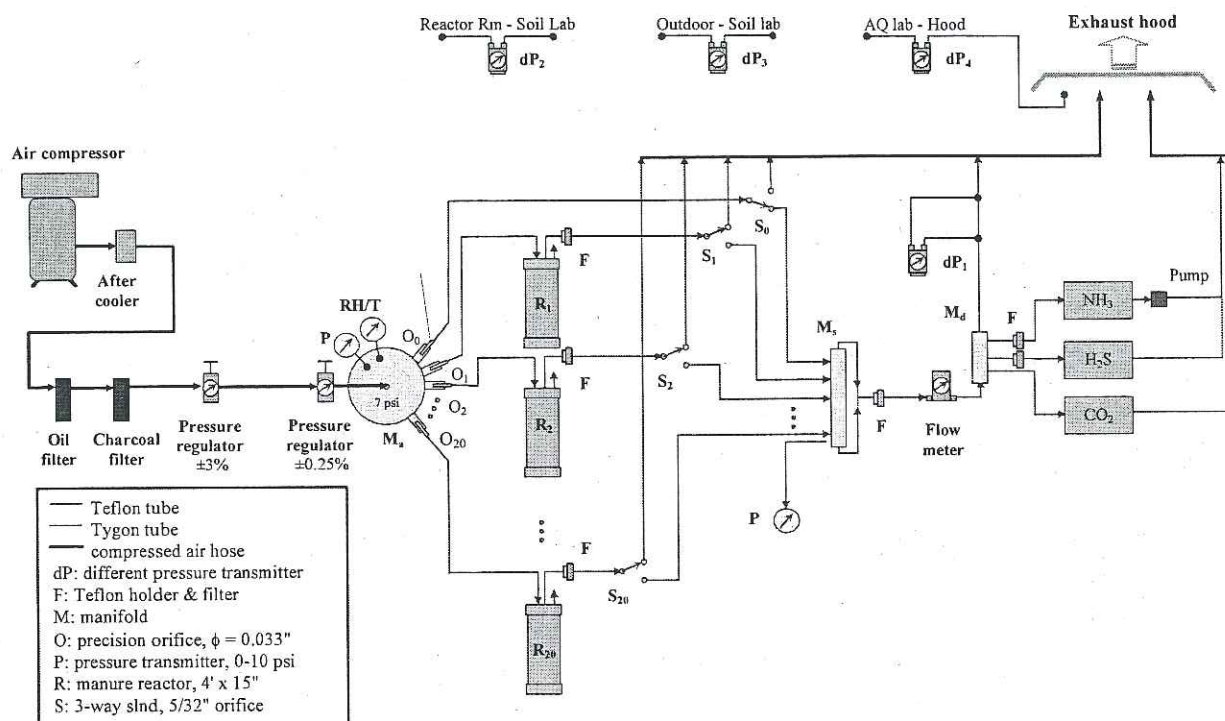 Reactor Rm - Soil Lab
dP2
Outdoor - Soil lab
dP3
AQ lab - Hood
dP4
Exhaust hood
Air compressor
After
cooler
RH/T
P
7 psi
Ma
O0
O1
O2
O20
Oil
filter
Charcoal
filter
Pressure
regulator
±3%
Pressure
regulator
±0.25%
R1
F
S1
S0
R2
F
S2
R20
F
S20
Ms
P
F
Flow
meter
dP1
Md
F
NH3
H2S
CO2
Pump
Teflon tube
Tygon tube
compressed air hose
dP: different pressure transmitter
F: Teflon holder & filter
M: manifold
O: precision orifice, ϕ = 0.033"
P: pressure transmitter, 0-10 psi
R: manure reactor, 4' x 15"
S: 3-way slnd, 5/32" orifice